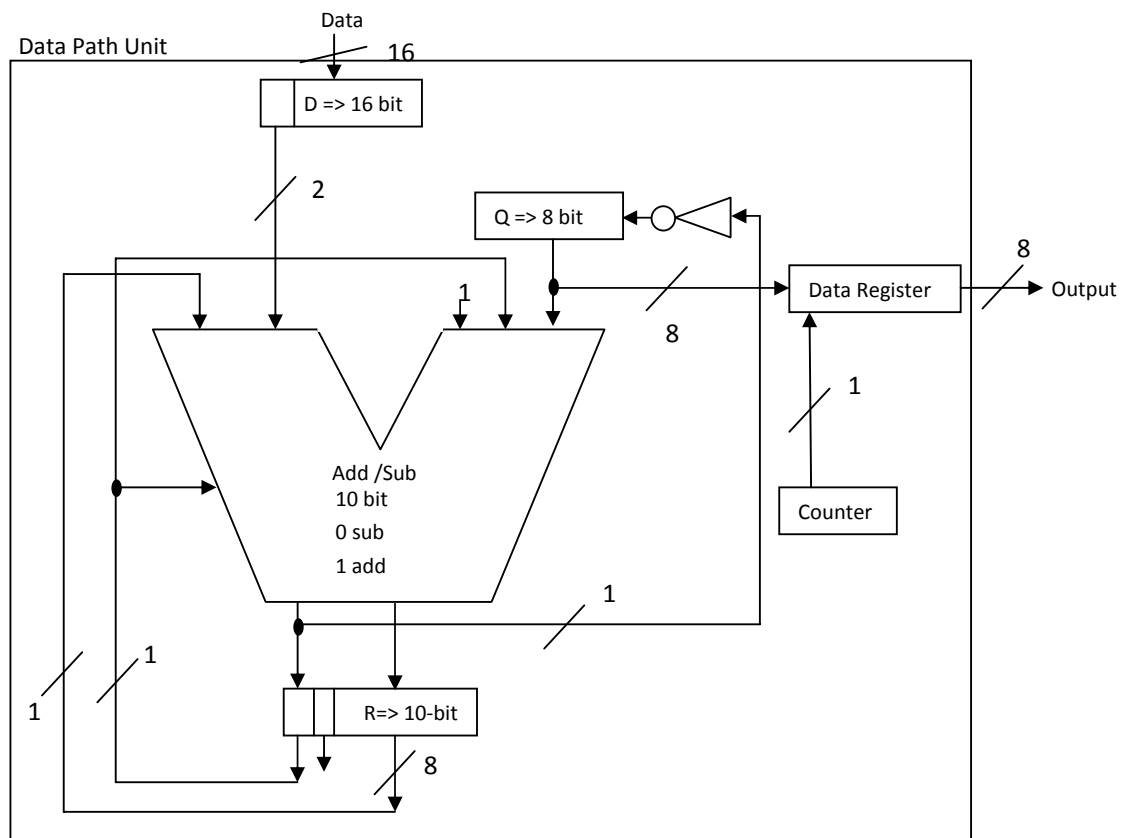 Data
Data Path Unit
16
D => 16 bit
2
Q => 8 bit
8
Data Register
Output
1
8
1
Add /Sub
10 bit
0 sub
1 add
Counter
1
1
1
R=> 10-bit
8